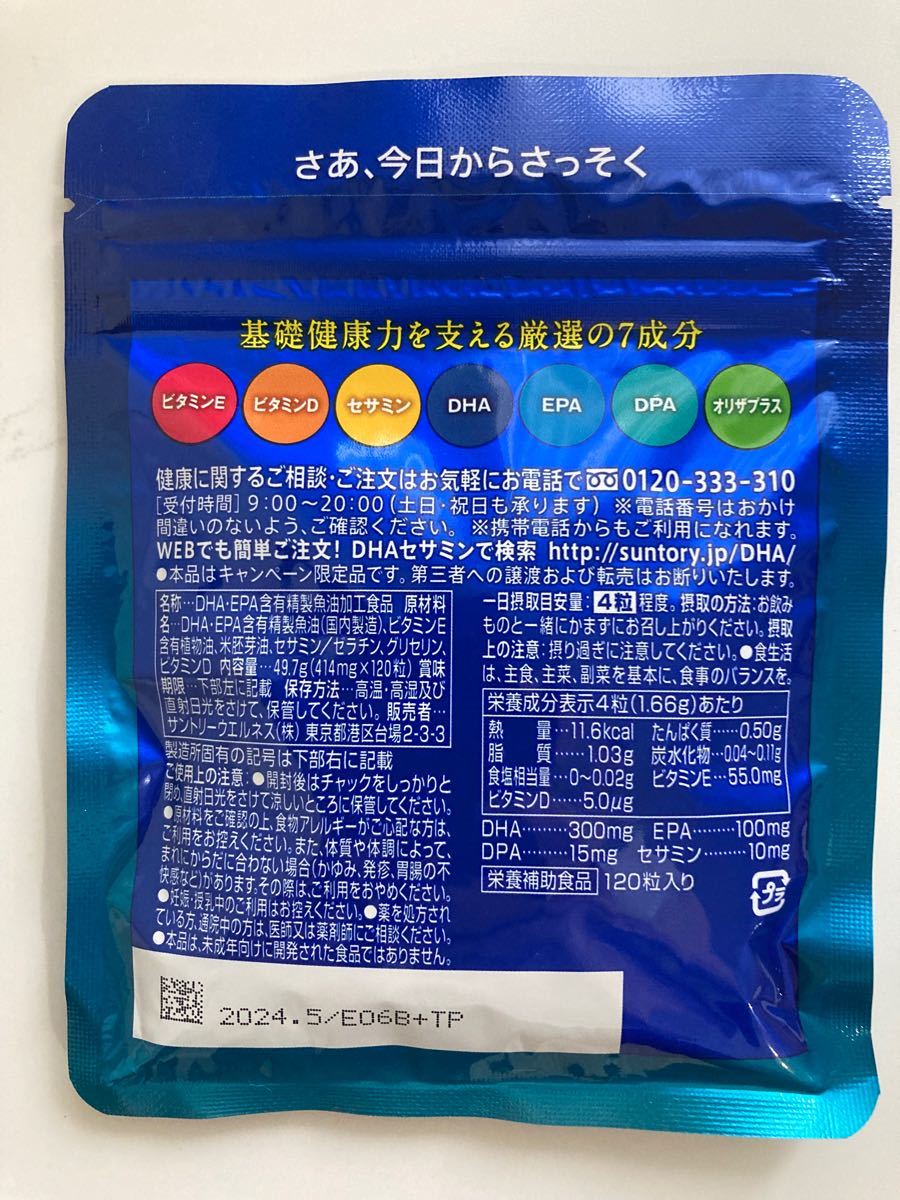 さあ、今日からさっそく
基礎健康力を支える厳選の7成分
ビタミンE ビタミンD セサミン DHA EPA DPA オリザプラス
健康に関するご相談・ご注文はお気軽にお電話で 0120-333-310
［受付時間］9:00〜20:00（土日・祝日も承ります）※電話番号はおかけ
間違いのないよう、ご確認ください。※携帯電話からもご利用になれます。
WEBでも簡単ご注文! DHAセサミンで検索 http://suntory.jp/DHA/
●本品はキャンペーン限定品です。第三者への譲渡および転売はお断りいたします。
名称…DHA・EPA含有精製魚油加工食品 原材料
名…DHA・EPA含有精製魚油(国内製造)、ビタミンE
含有植物油、米胚芽油、セサミン／ゼラチン、グリセリン、
ビタミンD 内容量…49.7g(414mg×120粒) 賞味
期限…下部左に記載 保存方法…高温・高湿及び
直射日光をさけて、保管してください。販売者…
サントリーウエルネス(株) 東京都港区台場2-3-3
製造所固有の記号は下部右に記載
ご使用上の注意：●開封後はチャックをしっかりと
閉め、直射日光をさけて涼しいところに保管してください。
●原材料をご確認の上、食物アレルギーがご心配な方は、
ご利用をお控えください。また、体質や体調によって、
まれにからだに合わない場合(かゆみ、発疹、胃腸の不
快感など)があります。その際は、ご利用をおやめください。
●妊娠・授乳中のご利用はお控えください。●薬を処方され
ている方、通院中の方は、医師又は薬剤師にご相談ください。
●本品は、未成年向けに開発された食品ではありません。
一日摂取目安量：4粒程度。摂取の方法：お飲み
ものと一緒にかまずにお召し上がりください。摂取
上の注意：摂り過ぎに注意してください。●食生活
は、主食、主菜、副菜を基本に、食事のバランスを。
栄養成分表示4粒(1.66g)あたり
熱量…11.6kcal たんぱく質…0.50g
脂質…1.03g 炭水化物…0.04〜0.11g
食塩相当量…0〜0.02g ビタミンE…55.0mg
ビタミンD……5.0μg
DHA………300mg EPA……100mg
DPA………15mg セサミン………10mg
栄養補助食品 120粒入り
プラ
2024.5/E06B+TP